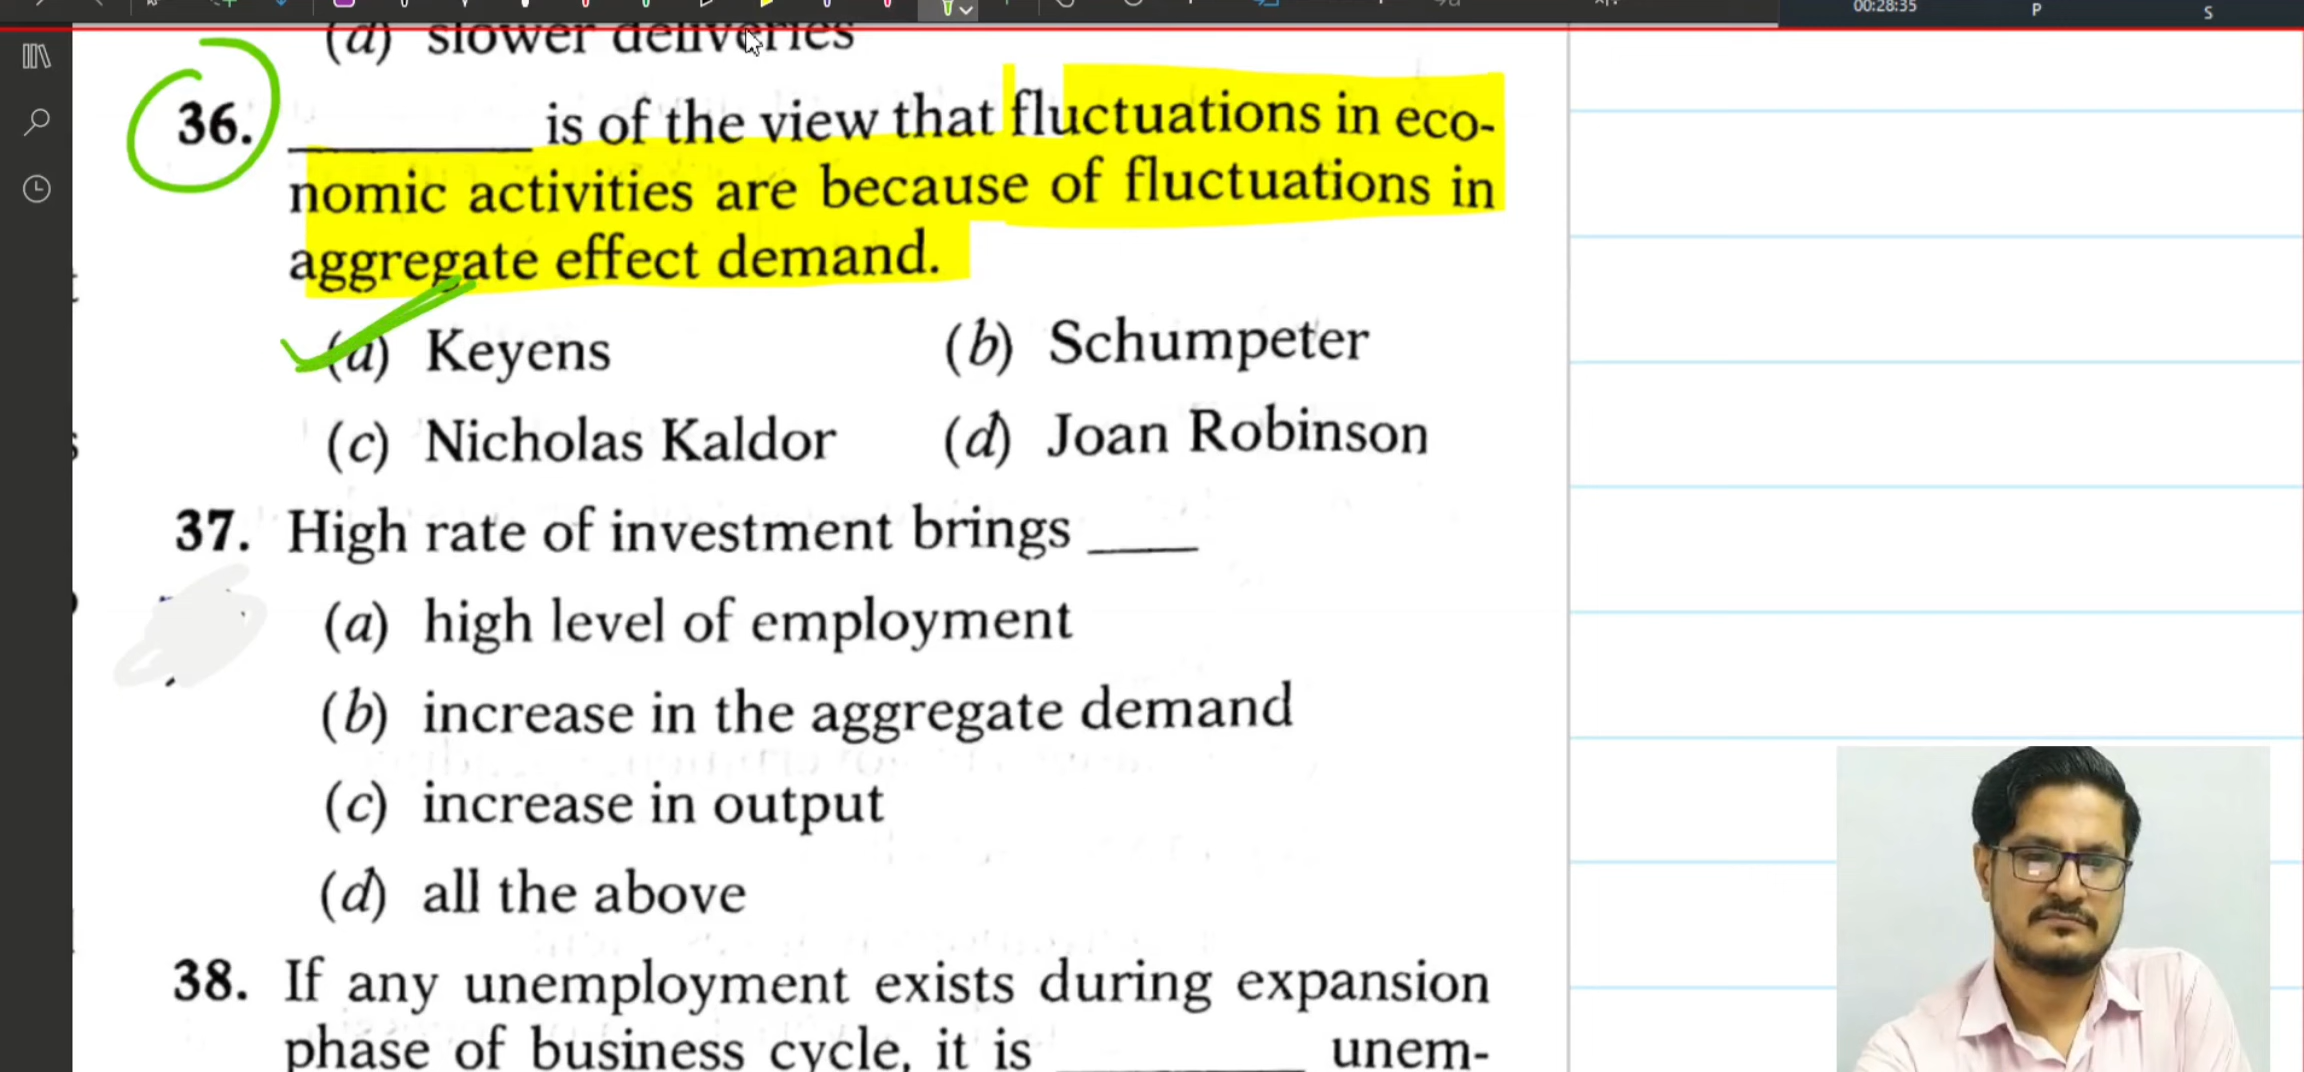 00:28:35
P
S
(d) slower deliveries
36. ________ is of the view that fluctuations in eco-
nomic activities are because of fluctuations in
aggregate effect demand.
(a) Keyens (b) Schumpeter
(c) Nicholas Kaldor (d) Joan Robinson
37. High rate of investment brings ____
(a) high level of employment
(b) increase in the aggregate demand
(c) increase in output
(d) all the above
38. If any unemployment exists during expansion
phase of business cycle, it is ________ unem-